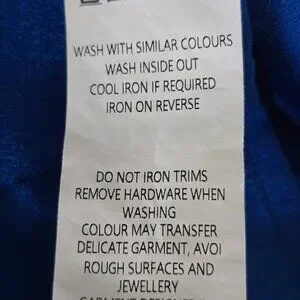 WASH WITH SIMILAR COLOURS
WASH INSIDE OUT
COOL IRON IF REQUIRED
IRON ON REVERSE
DO NOT IRON TRIMS
REMOVE HARDWARE WHEN
WASHING
COLOUR MAY TRANSFER
DELICATE GARMENT, AVOI
ROUGH SURFACES AND
JEWELLERY